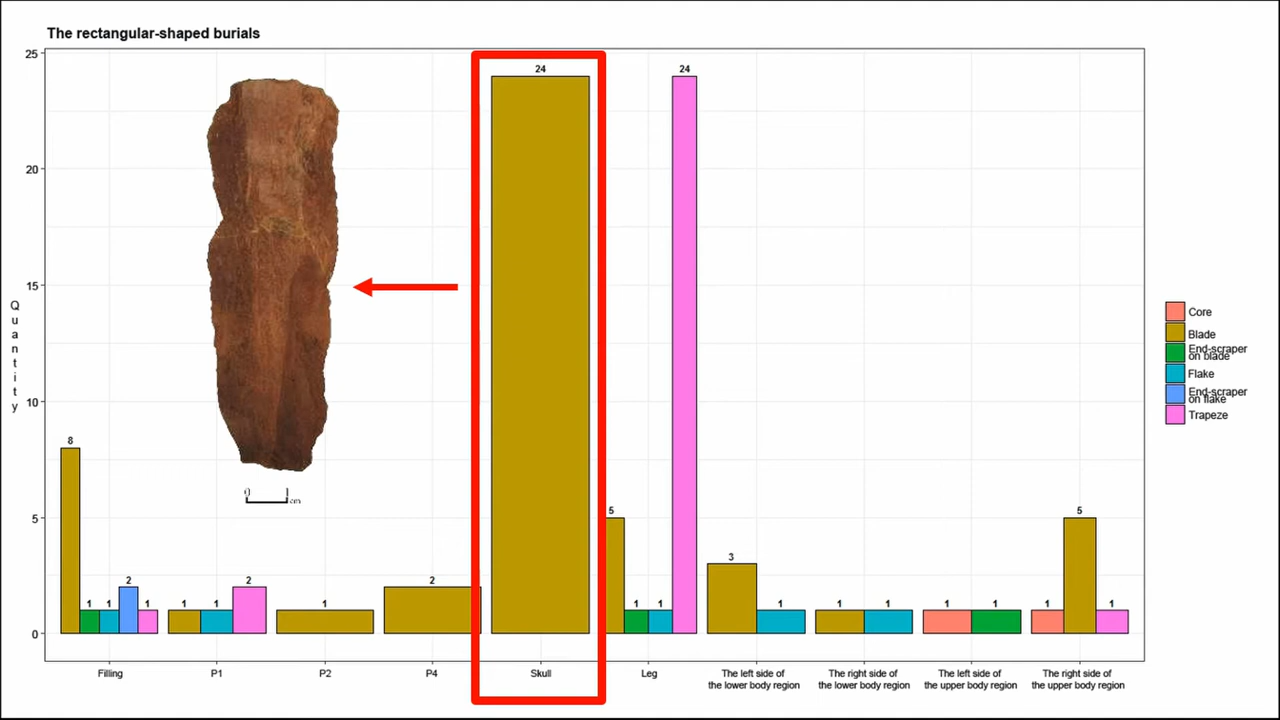 The rectangular-shaped burials
25
20
15
10
5
0
Quantity
8
1
1
2
1
1
1
2
1
2
24
5
1
1
24
3
1
1
1
1
1
1
5
1
0 1
cm
Filling
P1
P2
P4
Skull
Leg
The left side of
the lower body region
The right side of
the lower body region
The left side of
the upper body region
The right side of
the upper body region
Core
Blade
End-scraper
on blade
Flake
End-scraper
on flake
Trapeze